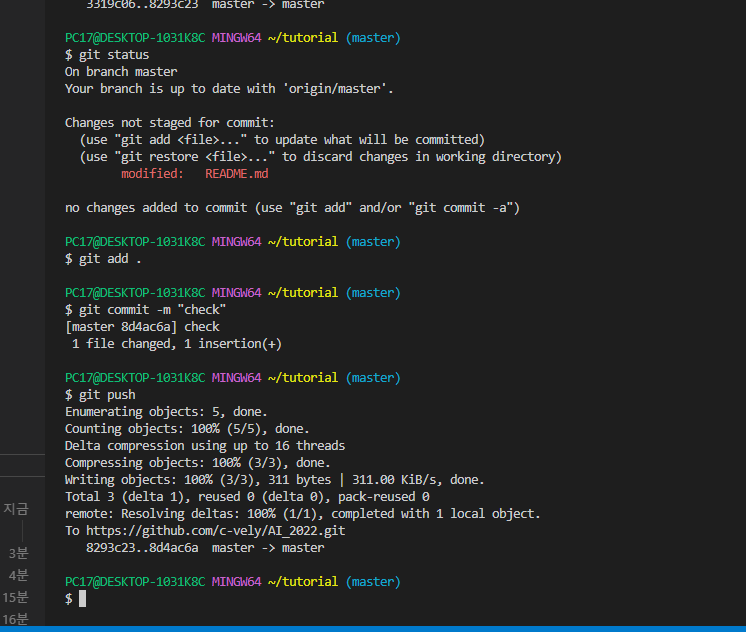 3319c06..8293c23  master -> master
PC17@DESKTOP-1031K8C MINGW64 ~/tutorial (master)
$ git status
On branch master
Your branch is up to date with 'origin/master'.
Changes not staged for commit:
  (use "git add <file>..." to update what will be committed)
  (use "git restore <file>..." to discard changes in working directory)
        modified:   README.md
no changes added to commit (use "git add" and/or "git commit -a")
PC17@DESKTOP-1031K8C MINGW64 ~/tutorial (master)
$ git add .
PC17@DESKTOP-1031K8C MINGW64 ~/tutorial (master)
$ git commit -m "check"
[master 8d4ac6a] check
 1 file changed, 1 insertion(+)
PC17@DESKTOP-1031K8C MINGW64 ~/tutorial (master)
$ git push
Enumerating objects: 5, done.
Counting objects: 100% (5/5), done.
Delta compression using up to 16 threads
Compressing objects: 100% (3/3), done.
Writing objects: 100% (3/3), 311 bytes | 311.00 KiB/s, done.
Total 3 (delta 1), reused 0 (delta 0), pack-reused 0
remote: Resolving deltas: 100% (1/1), completed with 1 local object.
To https://github.com/c-vely/AI_2022.git
   8293c23..8d4ac6a  master -> master
PC17@DESKTOP-1031K8C MINGW64 ~/tutorial (master)
$
지금
3분
4분
15분
16분